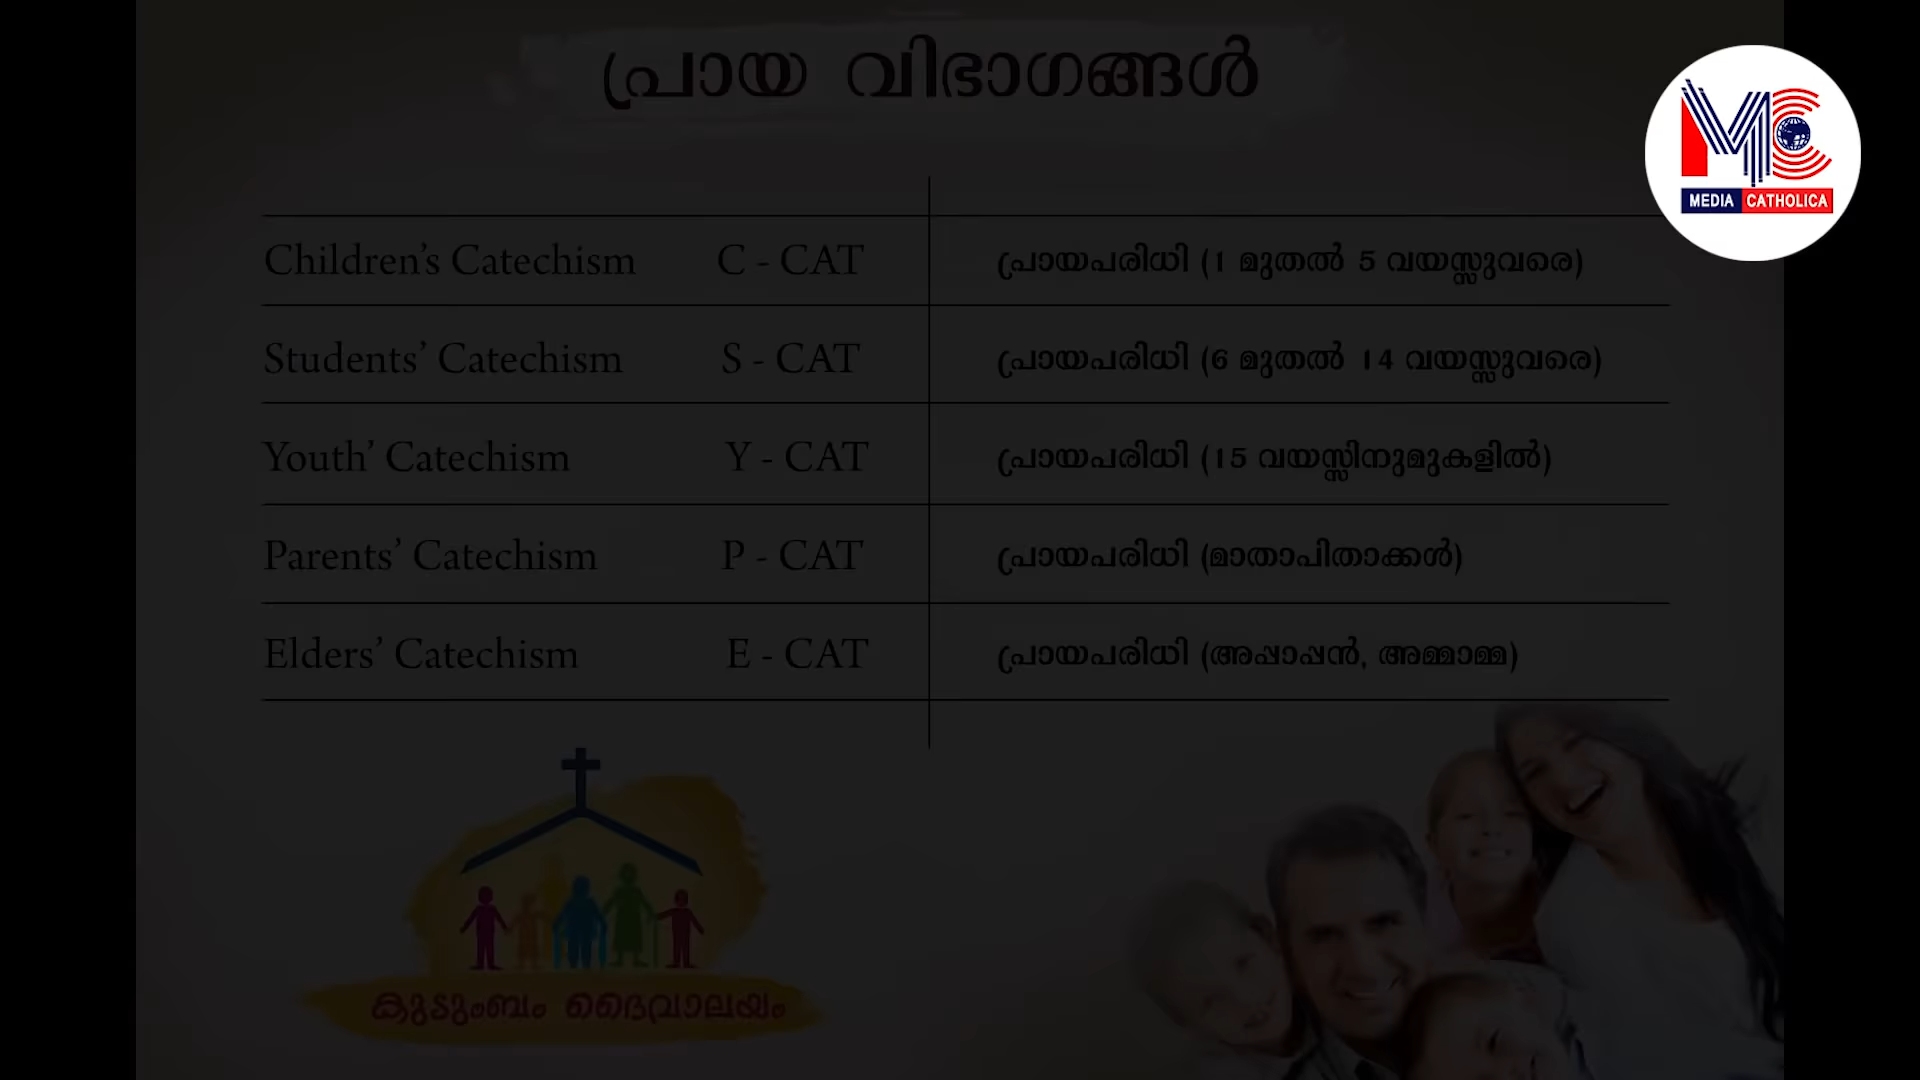 പ്രായ വിഭാഗങ്ങൾ
MEDIA CATHOLICA
Children’s Catechism C - CAT പ്രായപരിധി (1 മുതൽ 5 വയസ്സുവരെ)
Students’ Catechism S - CAT പ്രായപരിധി (6 മുതൽ 14 വയസ്സുവരെ)
Youth’ Catechism Y - CAT പ്രായപരിധി (15 വയസ്സിനുമുകളിൽ)
Parents’ Catechism P - CAT പ്രായപരിധി (മാതാപിതാക്കൾ)
Elders’ Catechism E - CAT പ്രായപരിധി (അപ്പാപ്പൻ, അമ്മാമ്മ)
കുടുംബം ദൈവാലയം